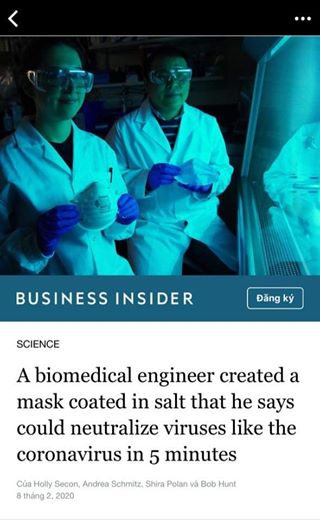 BUSINESS INSIDER
Đăng ký
SCIENCE
A biomedical engineer created a
mask coated in salt that he says
could neutralize viruses like the
coronavirus in 5 minutes
Của Holly Secon, Andrea Schmitz, Shira Polan và Bob Hunt
8 tháng 2, 2020